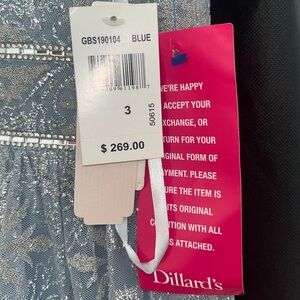 GBS190104 BLUE
3
50615
$ 269.00
WE'RE HAPPY
ACCEPT YOUR
EXCHANGE, OR
RETURN FOR YOUR
ORIGINAL FORM OF
PAYMENT. PLEASE
THE ITEM IS
ITS ORIGINAL
CONDITION WITH ALL
ATTACHED.
Dillard's